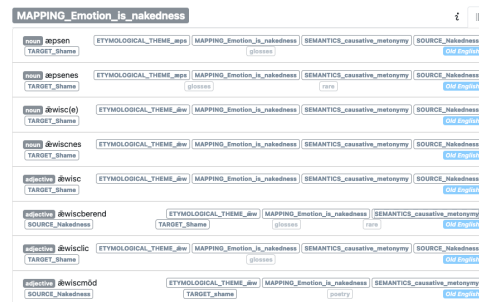 MAPPING_Emotion_is_nakedness i
noun æpsen ETYMOLOGICAL_THEME_æps MAPPING_Emotion_is_nakedness SEMANTICS_causative_metonymy SOURCE_Nakedness
TARGET_Shame glosses Old English
noun æpsenes ETYMOLOGICAL_THEME_æps MAPPING_Emotion_is_nakedness SEMANTICS_causative_metonymy SOURCE_Nakedness
TARGET_Shame glosses rare Old English
noun ǣwisc(e) ETYMOLOGICAL_THEME_ǣw MAPPING_Emotion_is_nakedness SEMANTICS_causative_metonymy SOURCE_Nakedness
TARGET_Shame Old English
noun ǣwiscnes ETYMOLOGICAL_THEME_ǣw MAPPING_Emotion_is_nakedness SEMANTICS_causative_metonymy SOURCE_Nakedness
TARGET_Shame Old English
adjective ǣwisc ETYMOLOGICAL_THEME_ǣw MAPPING_Emotion_is_nakedness SEMANTICS_causative_metonymy SOURCE_Nakedness
TARGET_Shame Old English
adjective ǣwiscberend ETYMOLOGICAL_THEME_ǣw MAPPING_Emotion_is_nakedness SEMANTICS_causative_metonymy
SOURCE_Nakedness TARGET_Shame glosses rare Old English
adjective ǣwisclic ETYMOLOGICAL_THEME_ǣw MAPPING_Emotion_is_nakedness SEMANTICS_causative_metonymy SOURCE_Nakedness
TARGET_Shame glosses Old English
adjective ǣwiscmōd ETYMOLOGICAL_THEME_ǣw MAPPING_Emotion_is_nakedness SEMANTICS_causative_metonymy
SOURCE_Nakedness TARGET_shame poetry Old English